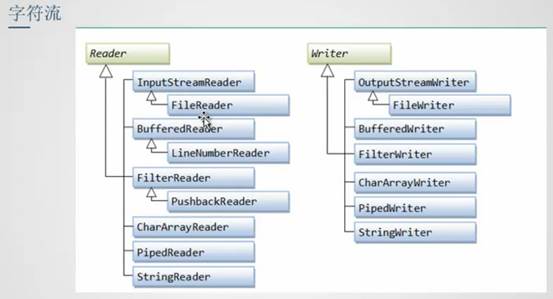 字符流
Reader
InputStreamReader
FileReader
BufferedReader
LineNumberReader
FilterReader
PushbackReader
CharArrayReader
PipedReader
StringReader
Writer
OutputStreamWriter
FileWriter
BufferedWriter
FilterWriter
CharArrayWriter
PipedWriter
StringWriter